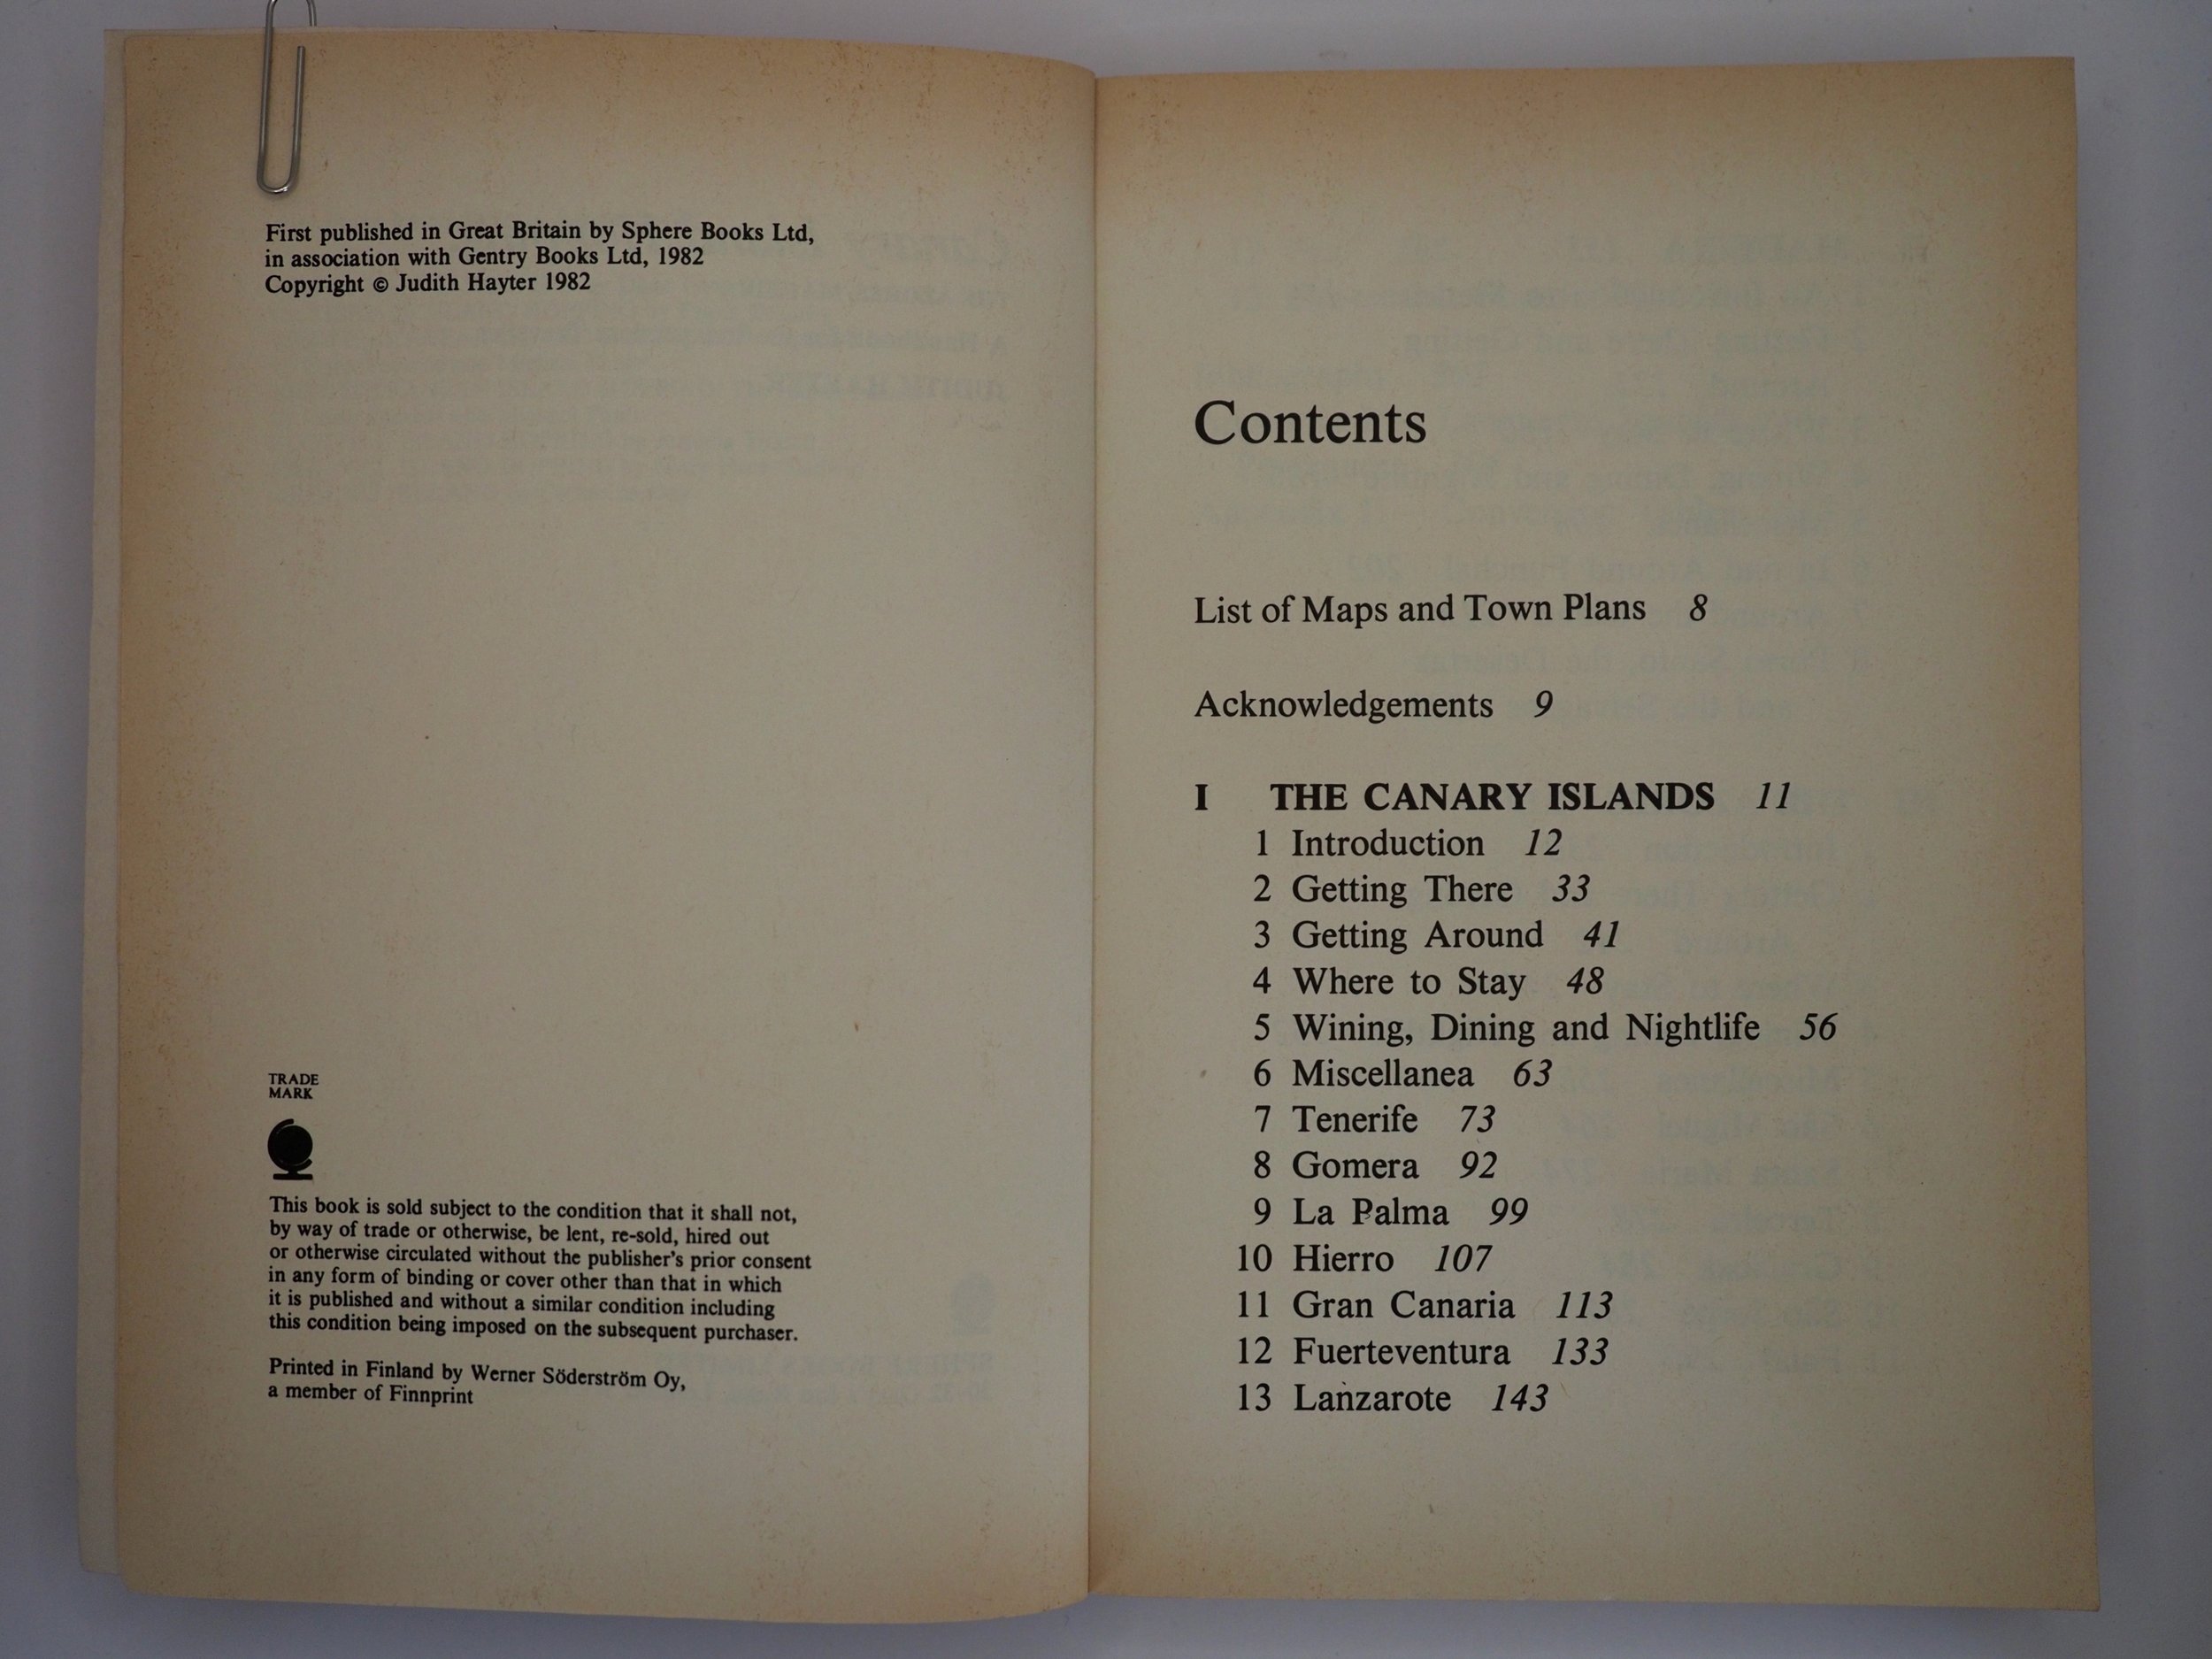 First published in Great Britain by Sphere Books Ltd,
in association with Gentry Books Ltd, 1982
Copyright © Judith Hayter 1982
TRADE
MARK
This book is sold subject to the condition that it shall not,
by way of trade or otherwise, be lent, re-sold, hired out
or otherwise circulated without the publisher's prior consent
in any form of binding or cover other than that in which
it is published and without a similar condition including
this condition being imposed on the subsequent purchaser.
Printed in Finland by Werner Söderström Oy,
a member of Finnprint
Contents
List of Maps and Town Plans 8
Acknowledgements 9
I THE CANARY ISLANDS 11
1 Introduction 12
2 Getting There 33
3 Getting Around 41
4 Where to Stay 48
5 Wining, Dining and Nightlife 56
6 Miscellanea 63
7 Tenerife 73
8 Gomera 92
9 La Palma 99
10 Hierro 107
11 Gran Canaria 113
12 Fuerteventura 133
13 Lanzarote 143